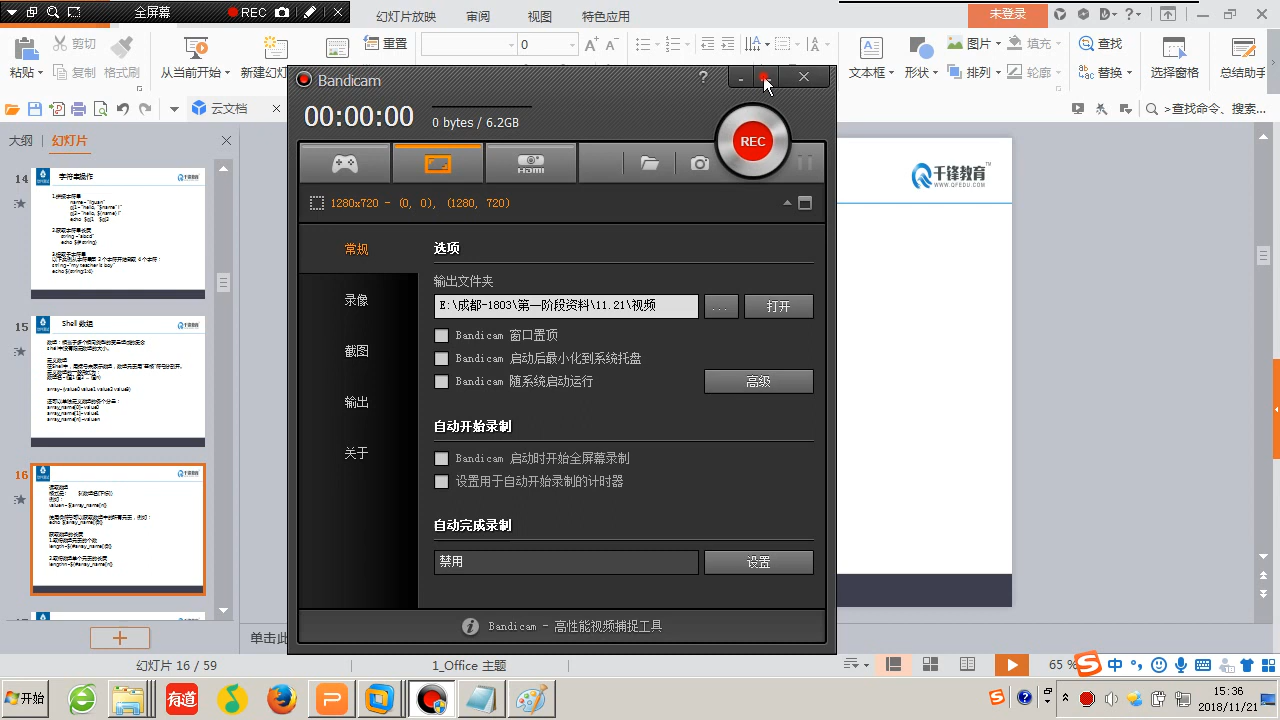 全屏幕
REC
幻灯片放映
审阅
视图
特色应用
未登录
粘贴
剪切
复制
格式刷
从当前开始
新建幻灯
重置
0
文本框
形状
图片
排列
填充
轮廓
查找
替换
选择窗格
总结助手
云文档
>查找命令、搜索...
大纲
幻灯片
Bandicam
00:00:00
0 bytes / 6.2GB
REC
HDMI
1280x720 - (0, 0), (1280, 720)
常规
录像
截图
输出
关于
选项
输出文件夹
E:\成都-1803\第一阶段资料\11.21\视频
...
打开
Bandicam 窗口置顶
Bandicam 启动后最小化到系统托盘
Bandicam 随系统启动运行
高级
自动开始录制
Bandicam 启动时开始全屏幕录制
设置用于自动开始录制的计时器
自动完成录制
禁用
设置
Bandicam - 高性能视频捕捉工具
千锋教育
WWW.QFEDU.COM
14
字符串操作
15
Shell 数组
16
单击此
幻灯片 16 / 59
1_Office 主题
65 %
中
开始
有道
15:36
2018/11/21